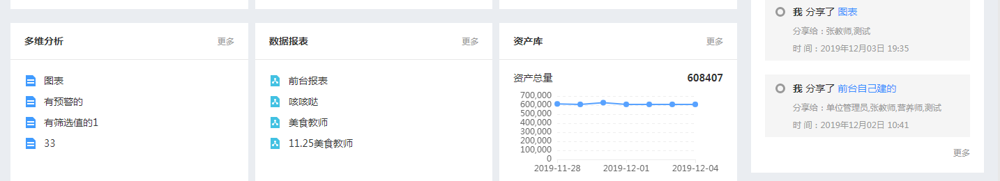 多维分析
更多
图表
有预警的
有筛选值的1
33
数据报表
更多
前台报表
咳咳哒
美食教师
11.25美食教师
资产库
更多
资产总量
608407
700,000
600,000
500,000
400,000
300,000
200,000
100,000
0
2019-11-28
2019-12-01
2019-12-04
我 分享了 图表
分享给：张教师,测试
时 间：2019年12月03日 19:35
我 分享了 前台自己建的
分享给：单位管理员,张教师,营养师,测试
时 间：2019年12月02日 10:41
更多